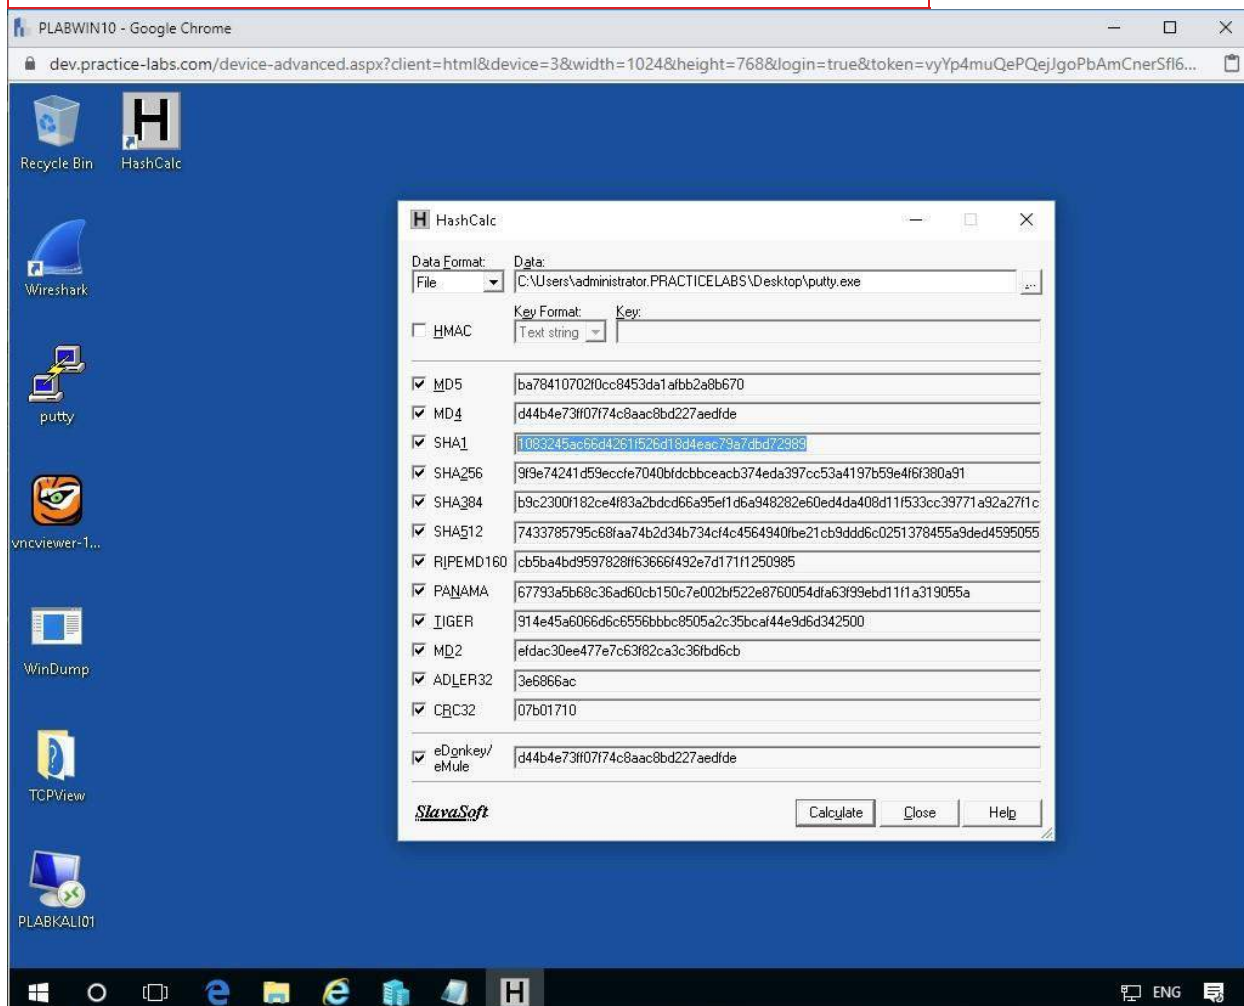 PLABWIN10 - Google Chrome
dev.practice-labs.com/device-advanced.aspx?client=html&device=3&width=1024&height=768&login=true&token=vyYp4muQePQejJgoPbAmCnerSfl6...
Recycle Bin
HashCalc
Wireshark
putty
vncviewer-1...
WinDump
TCPView
PLABKALI01
H HashCalc
Data Format: Data:
File C:\Users\administrator.PRACTICELABS\Desktop\putty.exe ...
Key Format: Key:
HMAC Text string
MD5 ba78410702f0cc8453da1afbb2a8b670
MD4 d44b4e73ff07f74c8aac8bd227aedfde
SHA1 1083245ac66d4261f526d18d4eac79a7dbd72989
SHA256 9f9e74241d59eccfe7040bfdcbbceacb374eda397cc53a4197b59e4f6f380a91
SHA384 b9c2300f182ce4f83a2bdcd66a95ef1d6a948282e60ed4da408d11f533cc39771a92a27f1c
SHA512 7433785795c68faa74b2d34b734cf4c4564940fbe21cb9ddd6c0251378455a9ded4595055
RIPEMD160 cb5ba4bd9597828ff63666f492e7d171f1250985
PANAMA 67793a5b68c36ad60cb150c7e002bf522e8760054dfa63f99ebd11f1a319055a
TIGER 914e45a6066d6c6556bbbc8505a2c35bcaf44e9d6d342500
MD2 efdac30ee477e7c63f82ca3c36fbd6cb
ADLER32 3e6866ac
CRC32 07b01710
eDonkey/
eMule d44b4e73ff07f74c8aac8bd227aedfde
SlavaSoft Calculate Close Help
H ENG